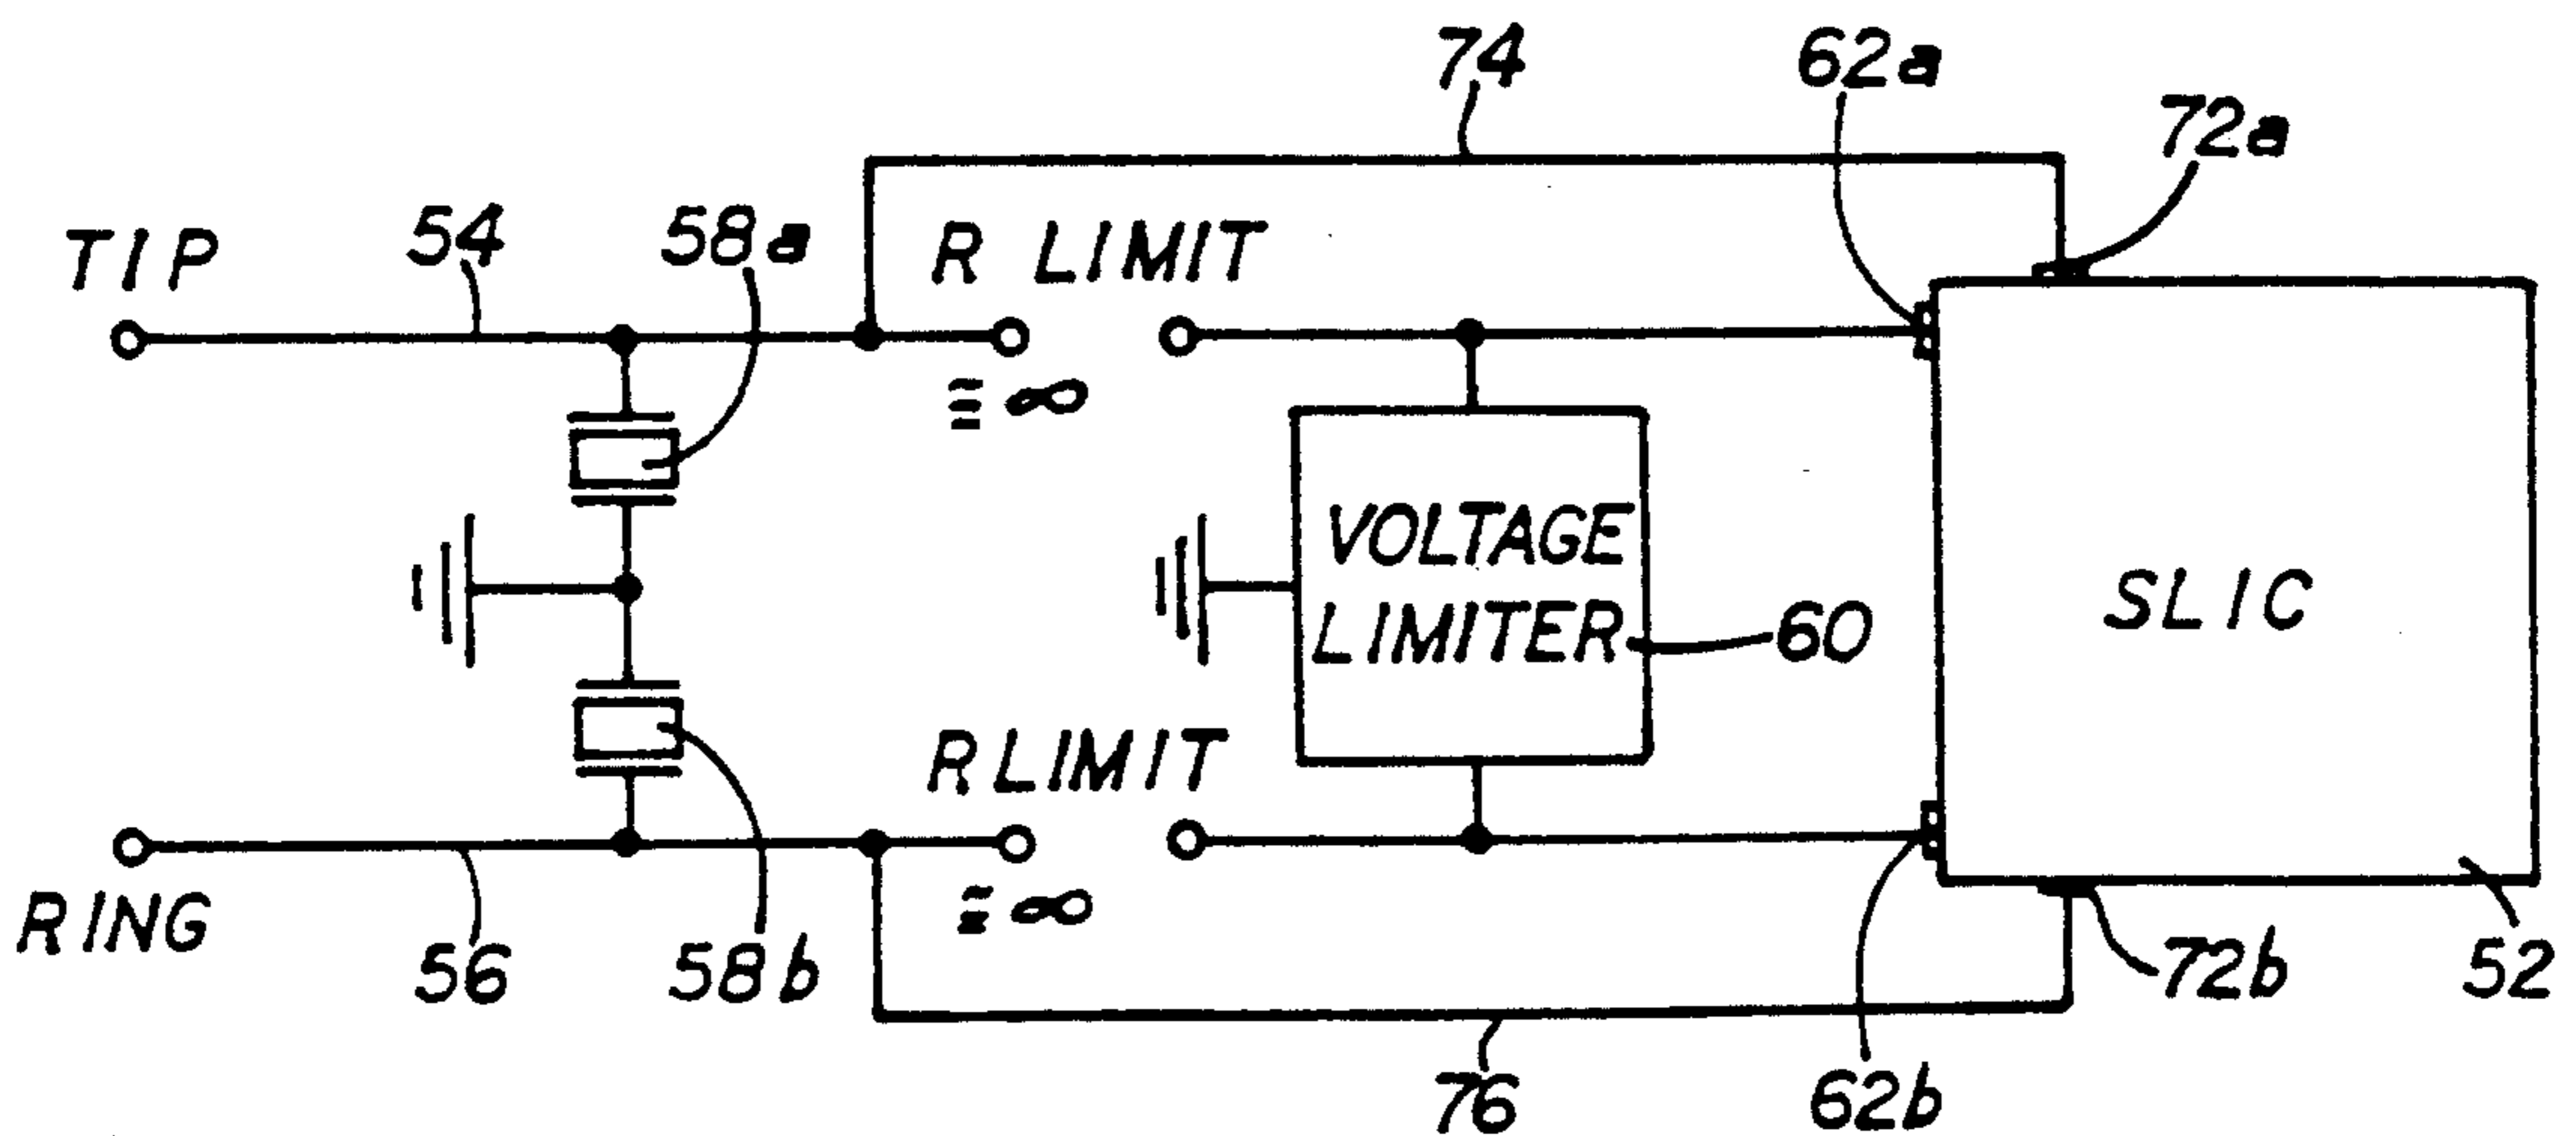 74
62a
72a
TIP
54
58a
R LIMIT
≅ ∞
VOLTAGE
LIMITER
60
SLIC
R LIMIT
≅ ∞
RING
56
58b
72b
52
76
62b